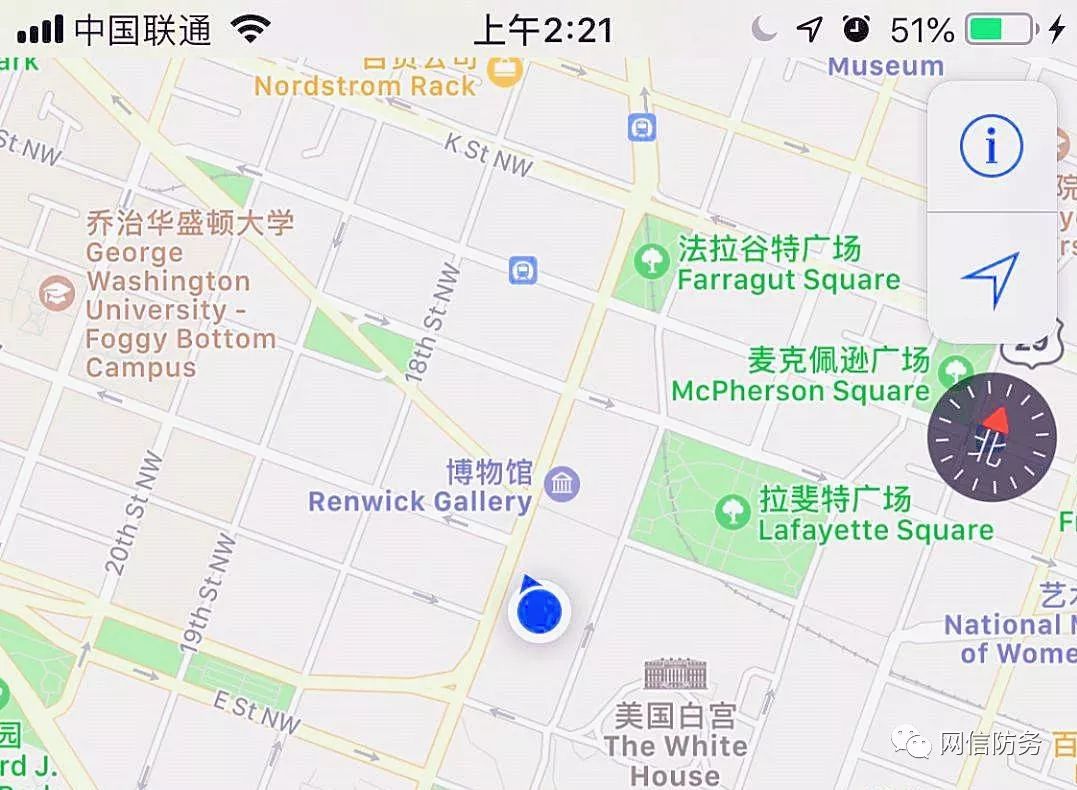 中国联通
上午2:21
51%
ark
百货公司
Nordstrom Rack
Museum
K St NW
St NW
乔治华盛顿大学
George
Washington
University -
Foggy Bottom
Campus
18th St NW
法拉谷特广场
Farragut Square
院
麦克佩逊广场
McPherson Square
29
北
博物馆
Renwick Gallery
拉斐特广场
Lafayette Square
20th St NW
19th St NW
艺术
National M
of Wome
E St NW
美国白宫
The White
House
园
rd J.
网信防务
百